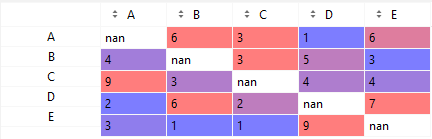 A B C D E
A nan 6 3 1 6
B 4 nan 3 5 3
C 9 3 nan 4 4
D 2 6 2 nan 7
E 3 1 1 9 nan